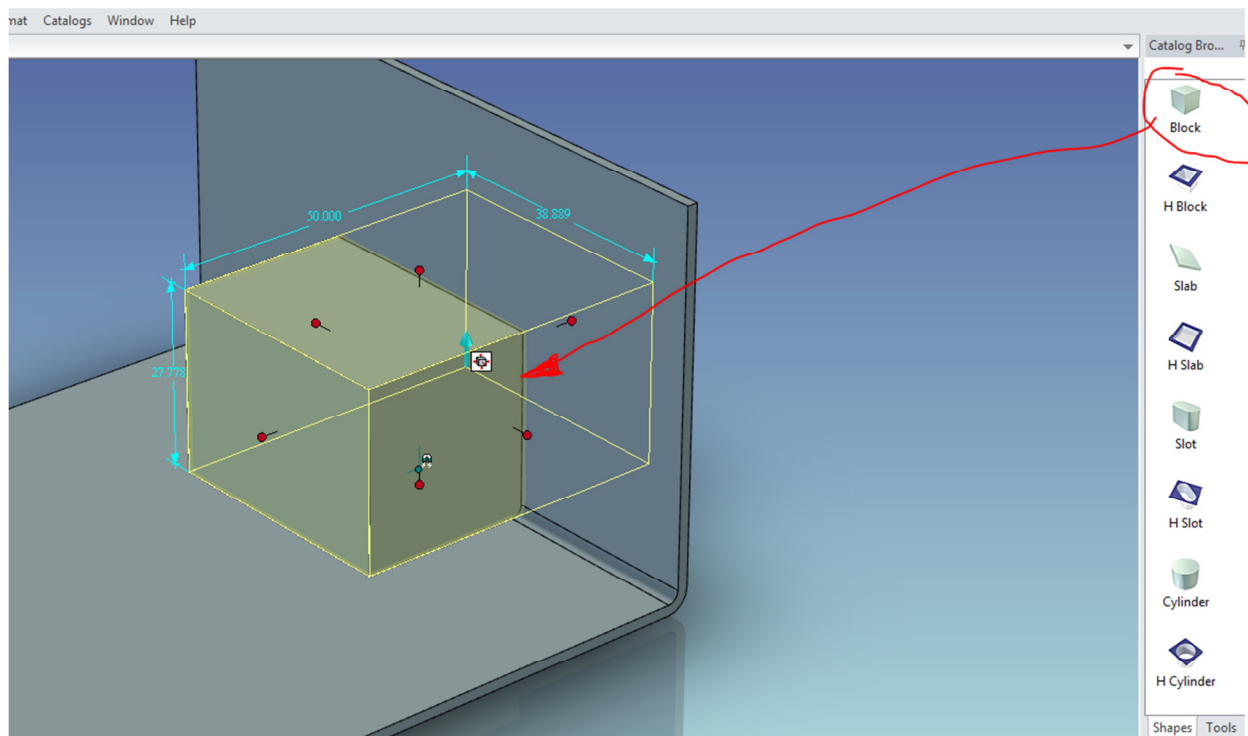 mat Catalogs Window Help
Catalog Bro...
Block
H Block
Slab
H Slab
Slot
H Slot
Cylinder
H Cylinder
50.000
38.889
27.778
Shapes Tools